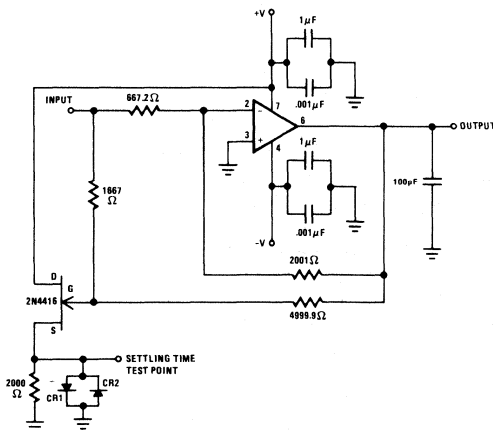 +V
1µF
.001µF
INPUT
667.2Ω
2
7
−
6
3
+
4
OUTPUT
1µF
100pF
.001µF
−V
1667
Ω
2001Ω
4999.9Ω
D
G
2N4416
S
SETTLING TIME
TEST POINT
2000
Ω
CR1
CR2